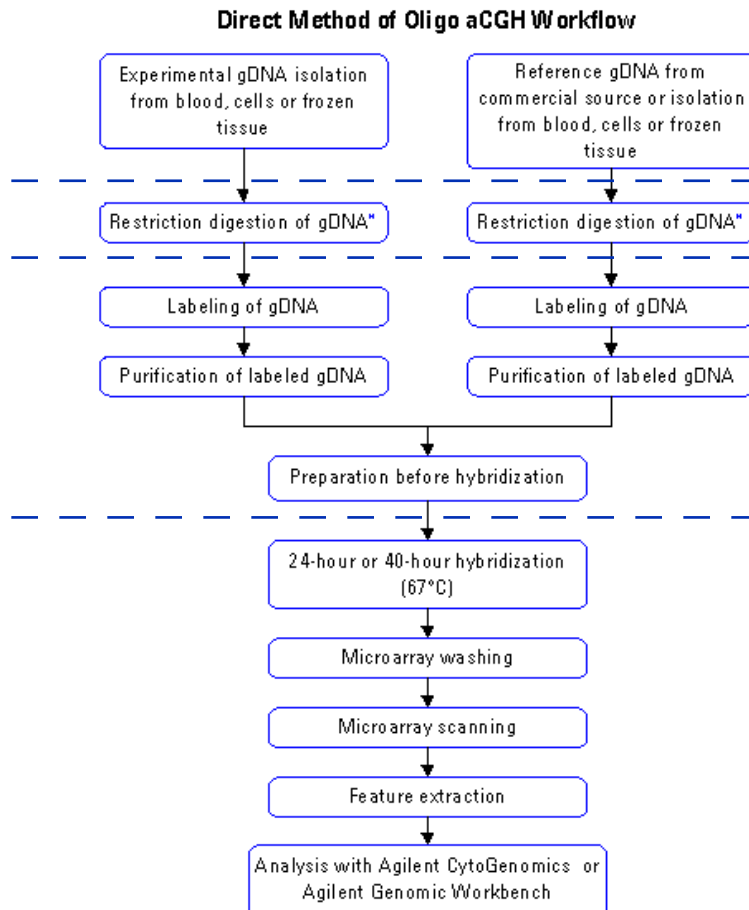 Direct Method of Oligo aCGH Workflow
Experimental gDNA isolation
from blood, cells or frozen
tissue
Reference gDNA from
commercial source or isolation
from blood, cells or frozen
tissue
Restriction digestion of gDNA*
Restriction digestion of gDNA*
Labeling of gDNA
Labeling of gDNA
Purification of labeled gDNA
Purification of labeled gDNA
Preparation before hybridization
24-hour or 40-hour hybridization
(67°C)
Microarray washing
Microarray scanning
Feature extraction
Analysis with Agilent CytoGenomics or
Agilent Genomic Workbench